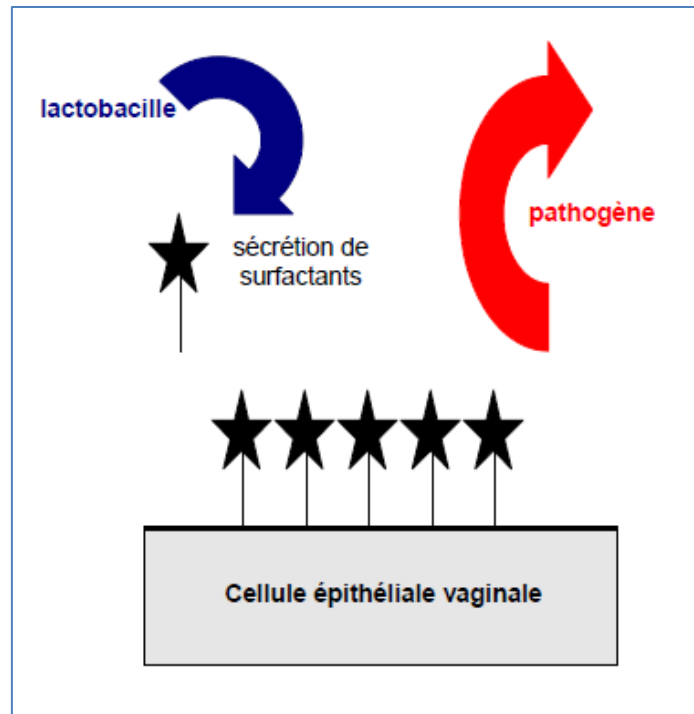 lactobacille
sécrétion de
surfactants
pathogène
Cellule épithéliale vaginale